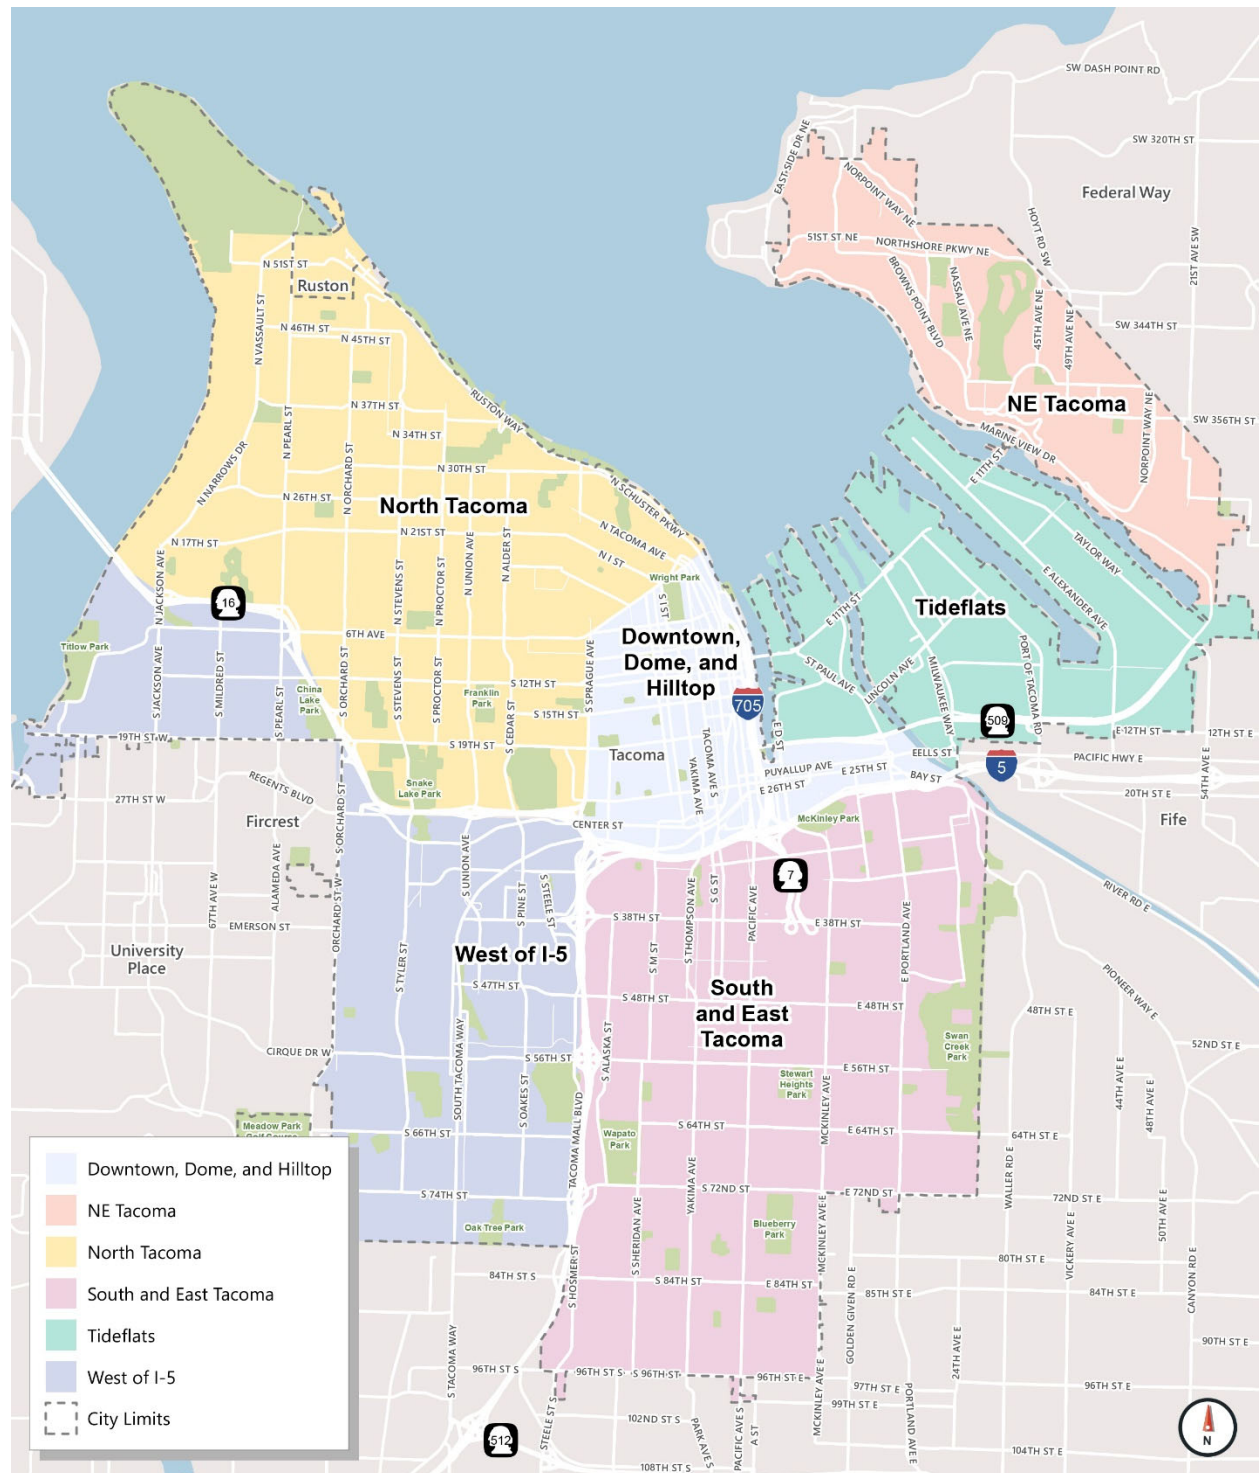 SW DASH POINT RD
SW 320TH ST
EAST SIDE DR NE
NORPOINT WAY NE
Federal Way
HOYT RD SW
21ST AVE SW
51ST ST NE
NORTHSHORE PKWY NE
BROWNS POINT BLVD
NASSAU AVE NE
45TH AVE NE
49TH AVE NE
SW 344TH ST
NE Tacoma
SW 356TH ST
NORPOINT WAY NE
MARINE VIEW DR
N 51ST ST
Ruston
N VASSAULT ST
N 46TH ST
N 45TH ST
RUSTON WAY
N 37TH ST
N PEARL ST
N 34TH ST
N NARROWS DR
N ORCHARD ST
N 30TH ST
N 26TH ST
North Tacoma
N SCHUSTER PKWY
N 21ST ST
N TACOMA AVE
N 17TH ST
N I ST
N JACKSON AVE
N STEVENS ST
N PROCTOR ST
N UNION AVE
N ALDER ST
Wright Park
S I ST
16
6TH AVE
Titlow Park
S JACKSON AVE
S MILDRED ST
S PEARL ST
China
Lake
Park
S ORCHARD ST
S STEVENS ST
S PROCTOR ST
Franklin
Park
S CEDAR ST
S 12TH ST
S 15TH ST
S SPRAGUE AVE
S 19TH ST
19TH ST W
Downtown,
Dome, and
Hilltop
705
Tacoma
TACOMA AVE S
YAKIMA AVE
E D ST
PUYALLUP AVE
E 25TH ST
E 26TH ST
BAY ST
EELLS ST
E 11TH ST
TAYLOR WAY
E ALEXANDER AVE
Tideflats
E 11TH ST
ST PAUL AVE
LINCOLN AVE
MILWAUKEE WAY
PORT OF TACOMA RD
509
E 12TH ST
12TH ST E
5
PACIFIC HWY E
54TH AVE E
20TH ST E
Fife
RIVER RD E
Snake
Lake Park
REGENTS BLVD
27TH ST W
Fircrest
ALAMEDA AVE
67TH AVE W
EMERSON ST
University
Place
S ORCHARD ST
ORCHARD ST W
CIRQUE DR W
CENTER ST
S UNION AVE
S PINE ST
S STEELE ST
West of I-5
S TYLER ST
S 47TH ST
SOUTH TACOMA WAY
S 56TH ST
S OAKES ST
S 66TH ST
TACOMA MALL BLVD
S 74TH ST
Oak Tree Park
Meadow Park
McKinley Park
7
S G ST
S THOMPSON AVE
PACIFIC AVE
S 38TH ST
E 38TH ST
S M ST
E PORTLAND AVE
South
and East
Tacoma
S 48TH ST
E 48TH ST
S ALASKA ST
Swan
Creek
Park
E 56TH ST
Stewart
Heights
Park
MCKINLEY AVE
Wapato
Park
S 64TH ST
E 64TH ST
YAKIMA AVE
S 72ND ST
E 72ND ST
S SHERIDAN AVE
Blueberry
Park
MCKINLEY AVE E
S HOSMER ST
84TH ST S
S 84TH ST
E 84TH ST
PIONEER WAY E
48TH ST E
52ND ST E
44TH AVE E
48TH AVE E
64TH ST E
WALLER RD E
72ND ST E
50TH AVE E
VICKERY AVE E
80TH ST E
CANYON RD E
85TH ST E
84TH ST E
GOLDEN GIVEN RD E
24TH AVE E
90TH ST E
S TACOMA WAY
96TH ST S
96TH ST S
S 96TH ST
96TH ST E
97TH ST E
96TH ST E
99TH ST E
MCKINLEY AVE E
PORTLAND AVE E
STEELE ST S
102ND ST S
PARK AVE S
PACIFIC AVE S
A ST
104TH ST E
108TH ST S
512
N
Downtown, Dome, and Hilltop
NE Tacoma
North Tacoma
South and East Tacoma
Tideflats
West of I-5
City Limits